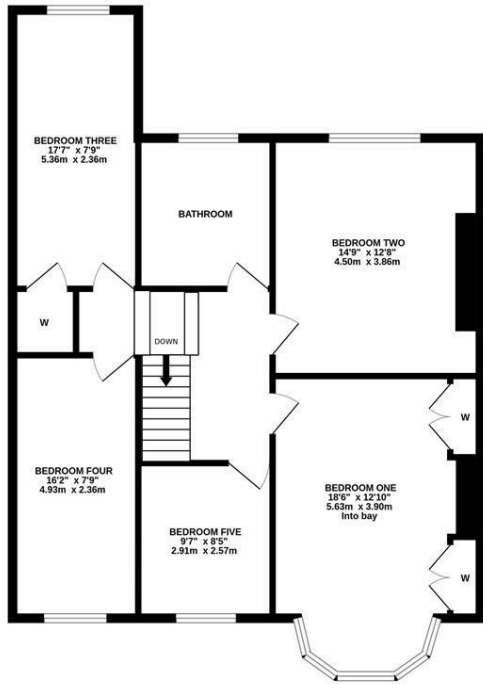 BEDROOM THREE
17'7" x 7'9"
5.36m x 2.36m
BATHROOM
BEDROOM TWO
14'9" x 12'8"
4.50m x 3.86m
W
DOWN
W
BEDROOM FOUR
16'2" x 7'9"
4.93m x 2.36m
BEDROOM ONE
18'6" x 12'10"
5.63m x 3.90m
Into bay
BEDROOM FIVE
9'7" x 8'5"
2.91m x 2.57m
W